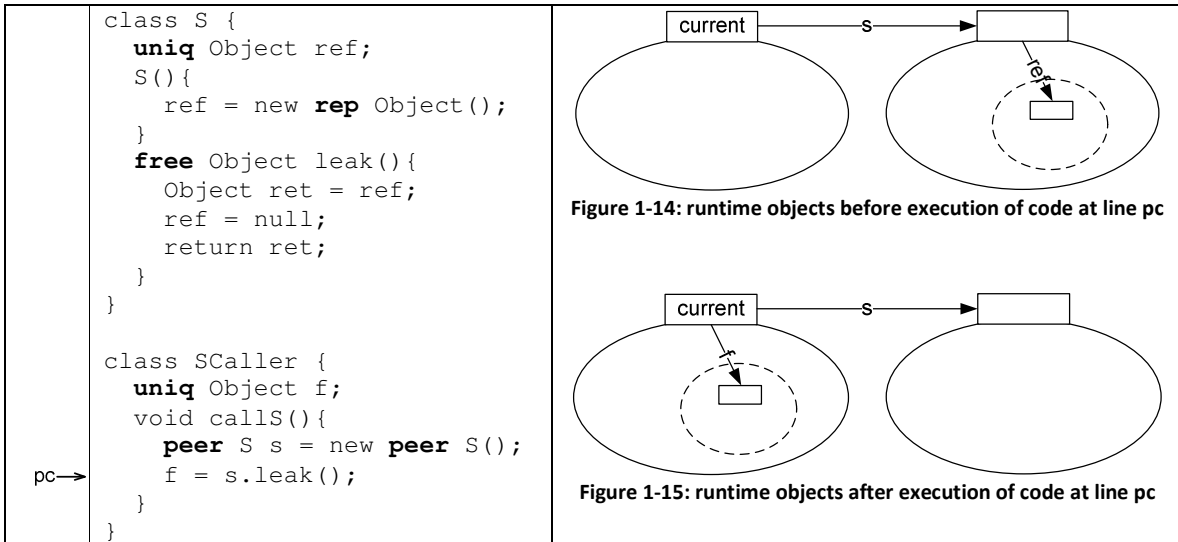 class S {
uniq Object ref;
S(){
ref = new rep Object();
}
free Object leak(){
Object ret = ref;
ref = null;
return ret;
}
}
class SCaller {
uniq Object f;
void callS(){
peer S s = new peer S();
pc
f = s.leak();
}
}
current
s
ref
Figure 1-14: runtime objects before execution of code at line pc
current
s
f
Figure 1-15: runtime objects after execution of code at line pc